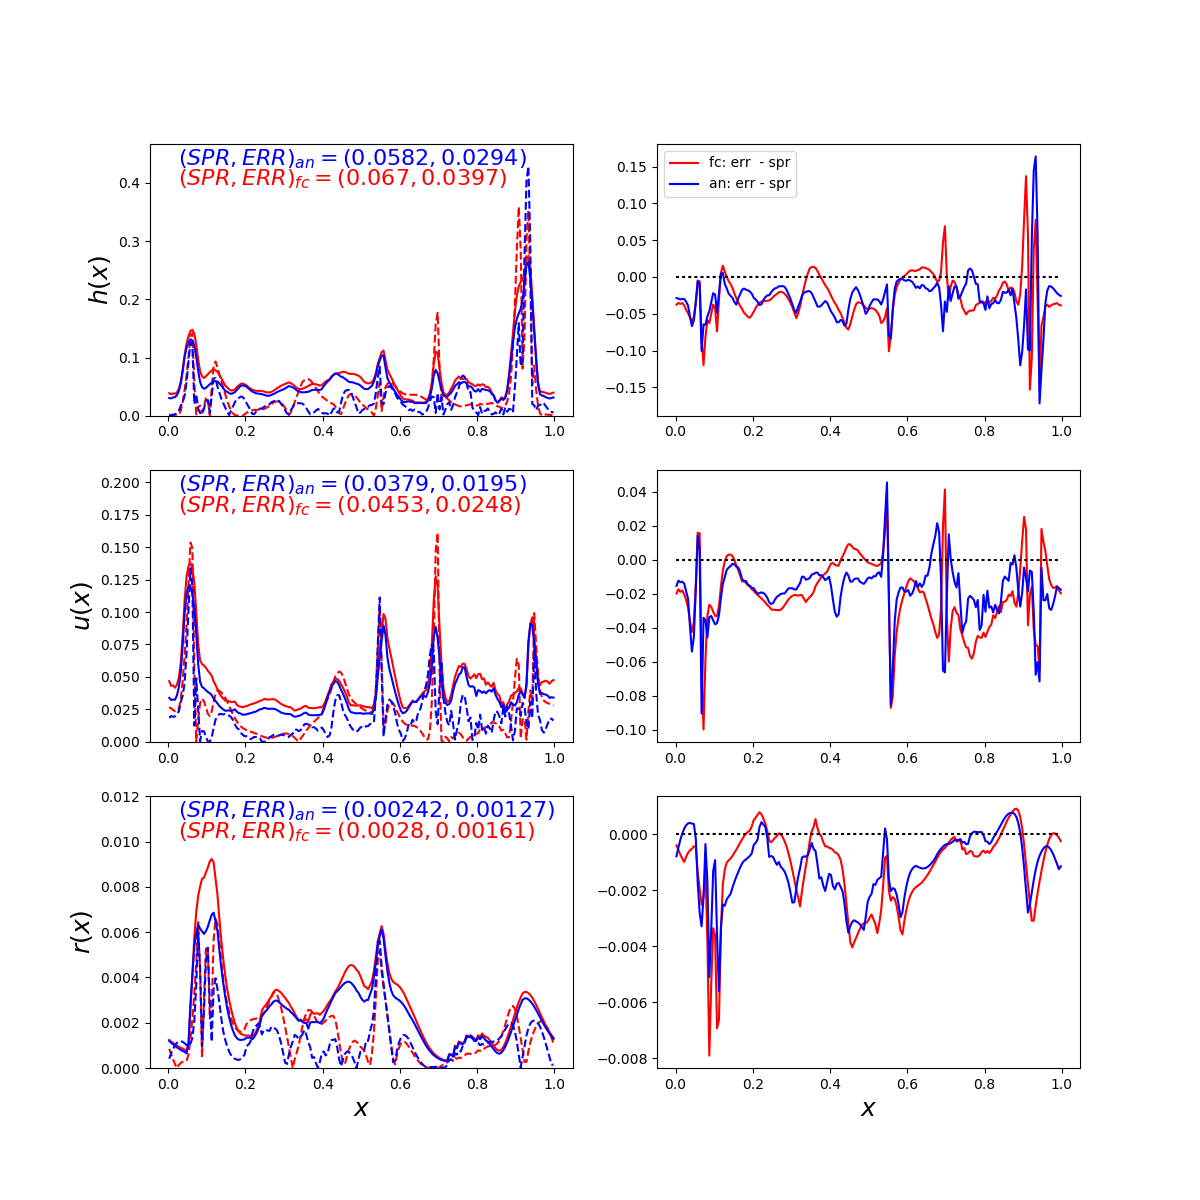 (SPR, ERR)an = (0.0582, 0.0294)
(SPR, ERR)fc = (0.067, 0.0397)
h(x)
0.4
0.3
0.2
0.1
0.0
0.0 0.2 0.4 0.6 0.8 1.0
fc: err - spr
an: err - spr
0.15
0.10
0.05
0.00
−0.05
−0.10
−0.15
0.0 0.2 0.4 0.6 0.8 1.0
(SPR, ERR)an = (0.0379, 0.0195)
(SPR, ERR)fc = (0.0453, 0.0248)
u(x)
0.200
0.175
0.150
0.125
0.100
0.075
0.050
0.025
0.000
0.0 0.2 0.4 0.6 0.8 1.0
0.04
0.02
0.00
−0.02
−0.04
−0.06
−0.08
−0.10
0.0 0.2 0.4 0.6 0.8 1.0
(SPR, ERR)an = (0.00242, 0.00127)
(SPR, ERR)fc = (0.0028, 0.00161)
r(x)
0.012
0.010
0.008
0.006
0.004
0.002
0.000
0.0 0.2 0.4 0.6 0.8 1.0
x
0.000
−0.002
−0.004
−0.006
−0.008
0.0 0.2 0.4 0.6 0.8 1.0
x